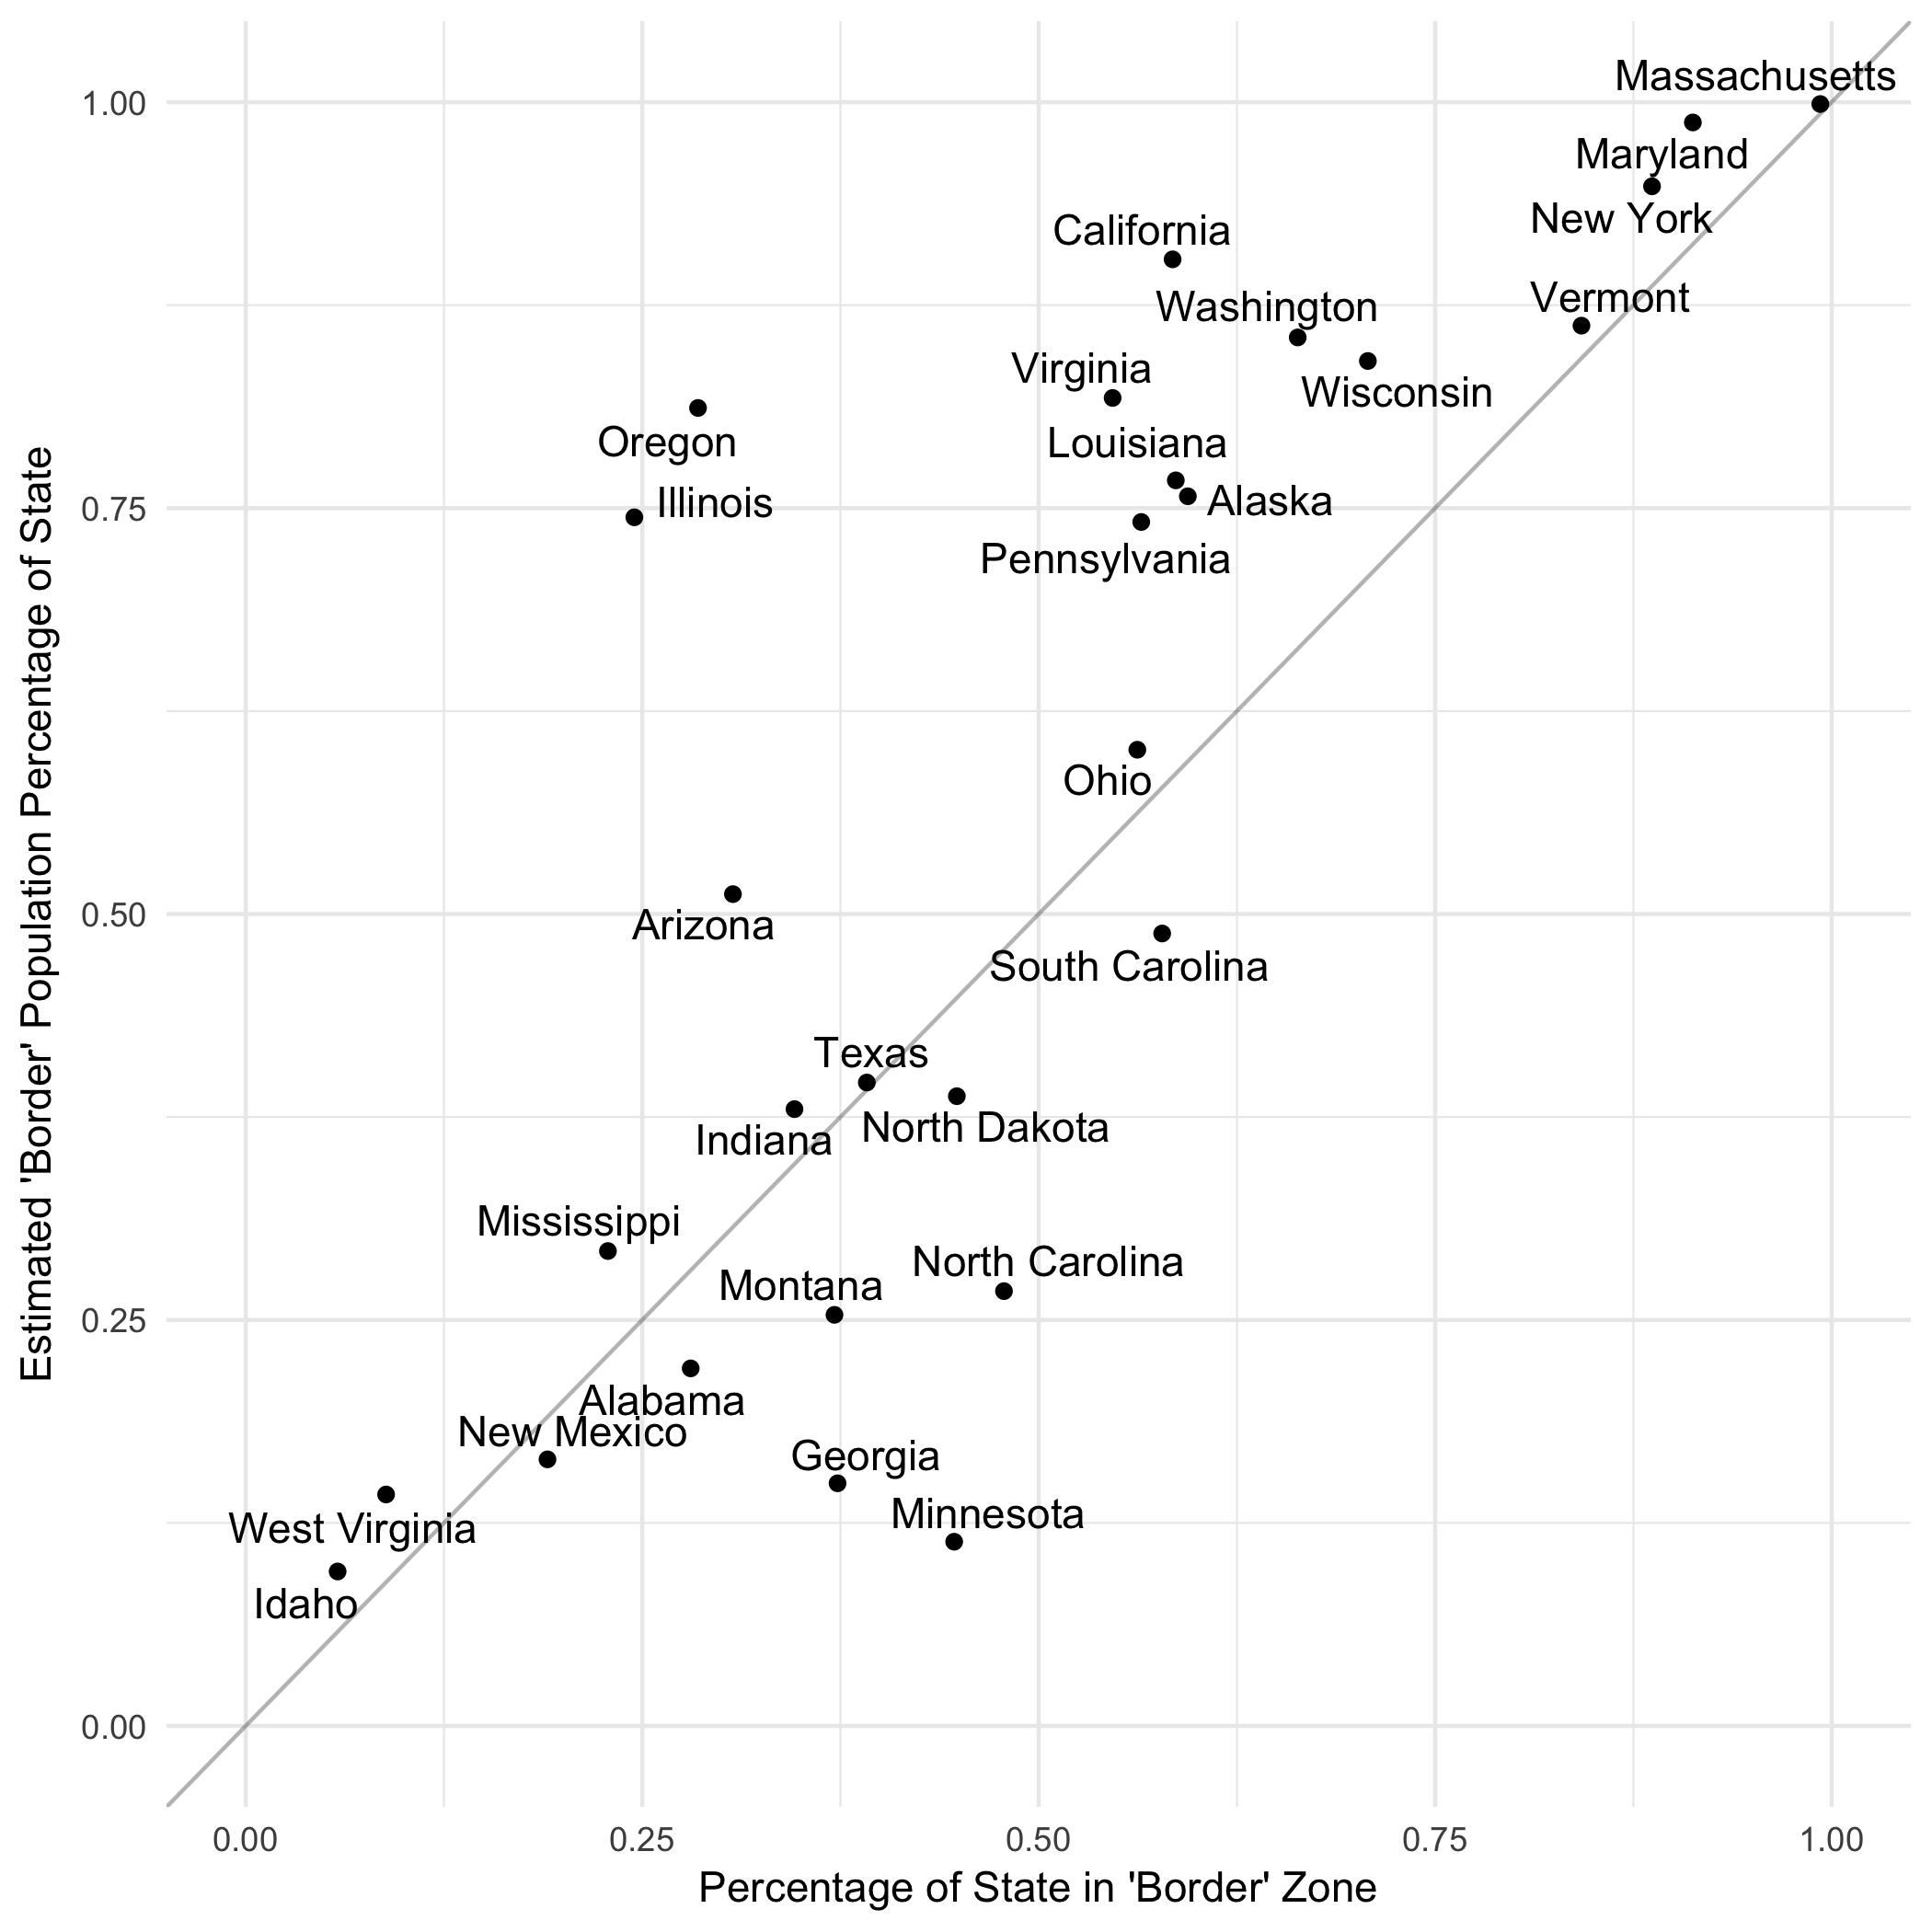 Massachusetts
1.00
Maryland
New York
California
Vermont
Washington
Virginia
Wisconsin
Oregon
Louisiana
Illinois
Alaska
0.75
Pennsylvania
Ohio
Arizona
0.50
South Carolina
Texas
North Dakota
Indiana
Mississippi
North Carolina
Montana
0.25
Alabama
New Mexico
Georgia
Minnesota
West Virginia
Idaho
0.00
Estimated 'Border' Population Percentage of State
0.00 0.25 0.50 0.75 1.00
Percentage of State in 'Border' Zone